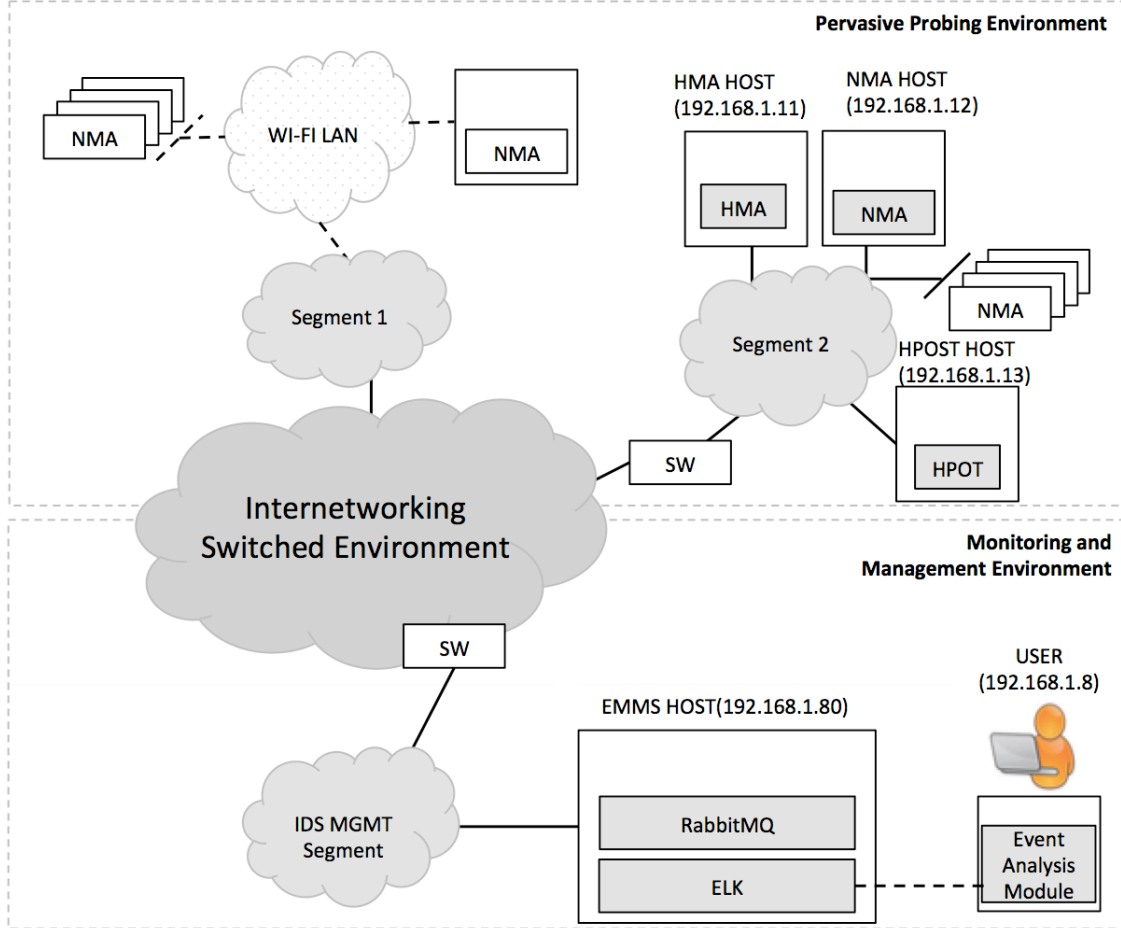 Pervasive Probing Environment
NMA
WI-FI LAN
NMA
HMA HOST
(192.168.1.11)
NMA HOST
(192.168.1.12)
HMA
NMA
NMA
Segment 1
Segment 2
HPOST HOST
(192.168.1.13)
HPOT
SW
Internetworking
Switched Environment
Monitoring and
Management Environment
SW
USER
(192.168.1.8)
EMMS HOST(192.168.1.80)
IDS MGMT
Segment
RabbitMQ
ELK
Event
Analysis
Module